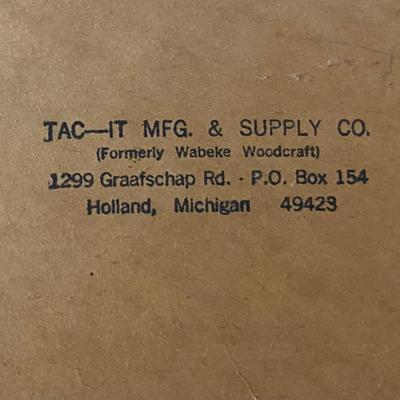 TAC—IT MFG. & SUPPLY CO.
(Formerly Wabeke Woodcraft)
1299 Graafschap Rd. - P.O. Box 154
Holland, Michigan 49423